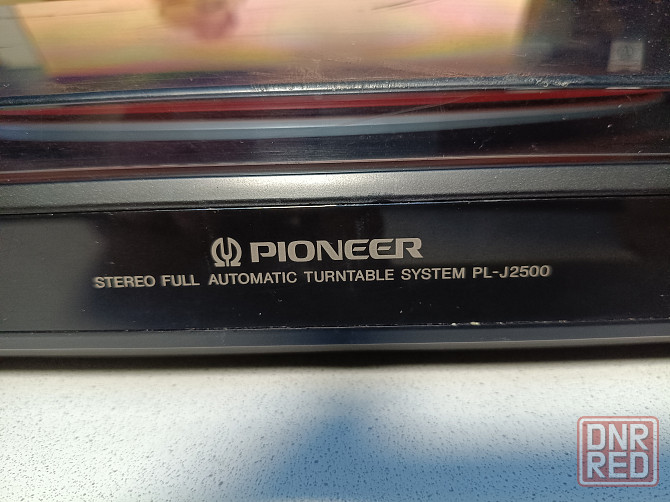 PIONEER
STEREO FULL AUTOMATIC TURNTABLE SYSTEM PL-J2500
DNR
RED